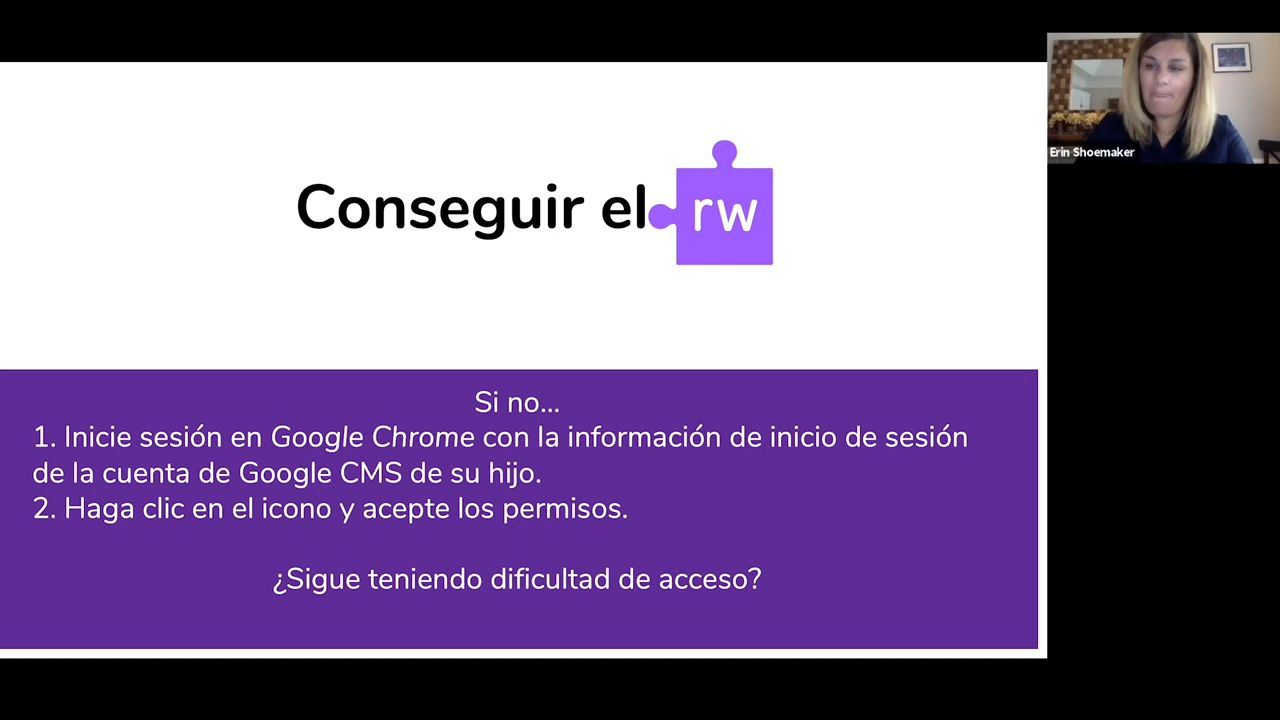 Conseguir el rw
Erin Shoemaker
Si no...
1. Inicie sesión en Google Chrome con la información de inicio de sesión
de la cuenta de Google CMS de su hijo.
2. Haga clic en el icono y acepte los permisos.
¿Sigue teniendo dificultad de acceso?